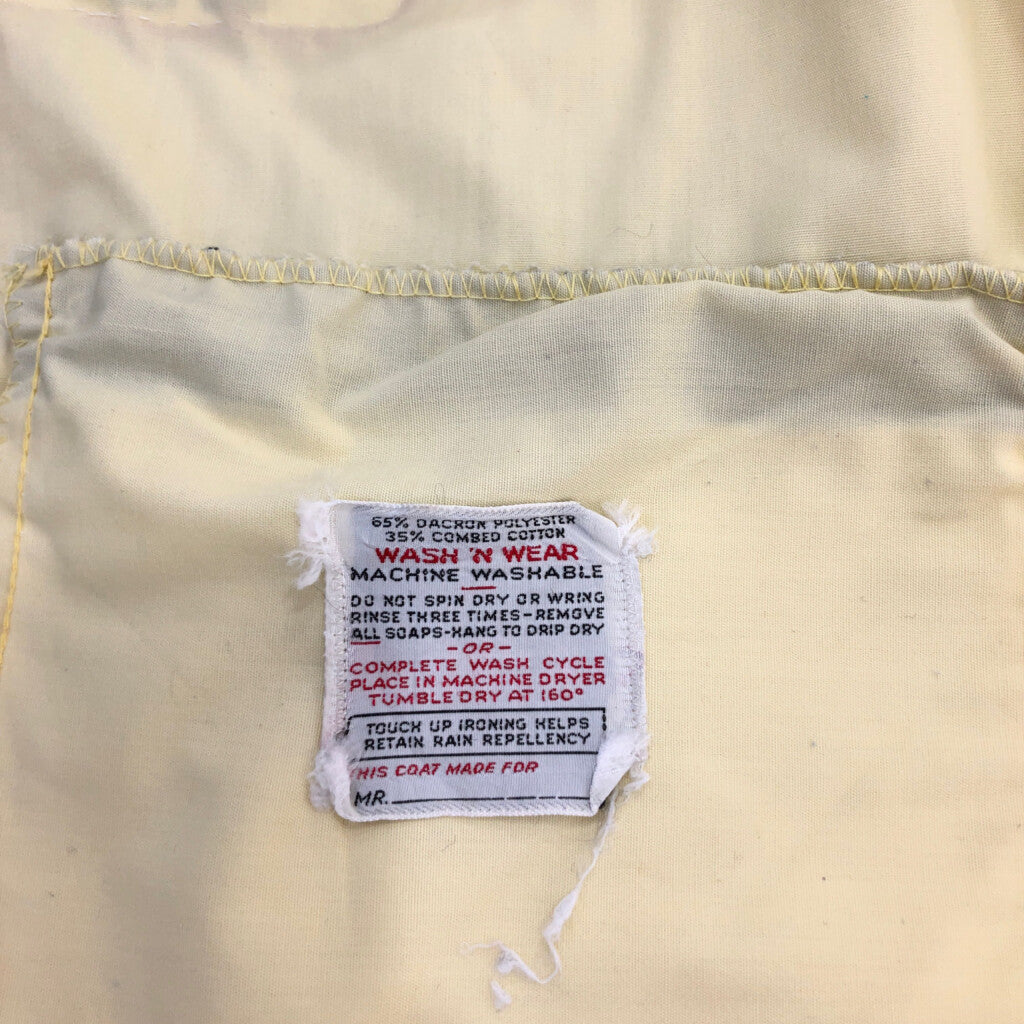 65% DACRON POLYESTER
35% COMBED COTTON
WASH 'N WEAR
MACHINE WASHABLE
DO NOT SPIN DRY OR WRING
RINSE THREE TIMES-REMOVE
ALL SOAPS-HANG TO DRIP DRY
-OR-
COMPLETE WASH CYCLE
PLACE IN MACHINE DRYER
TUMBLE DRY AT 160°
TOUCH UP IRONING HELPS
RETAIN RAIN REPELLENCY
THIS COAT MADE FOR
MR.